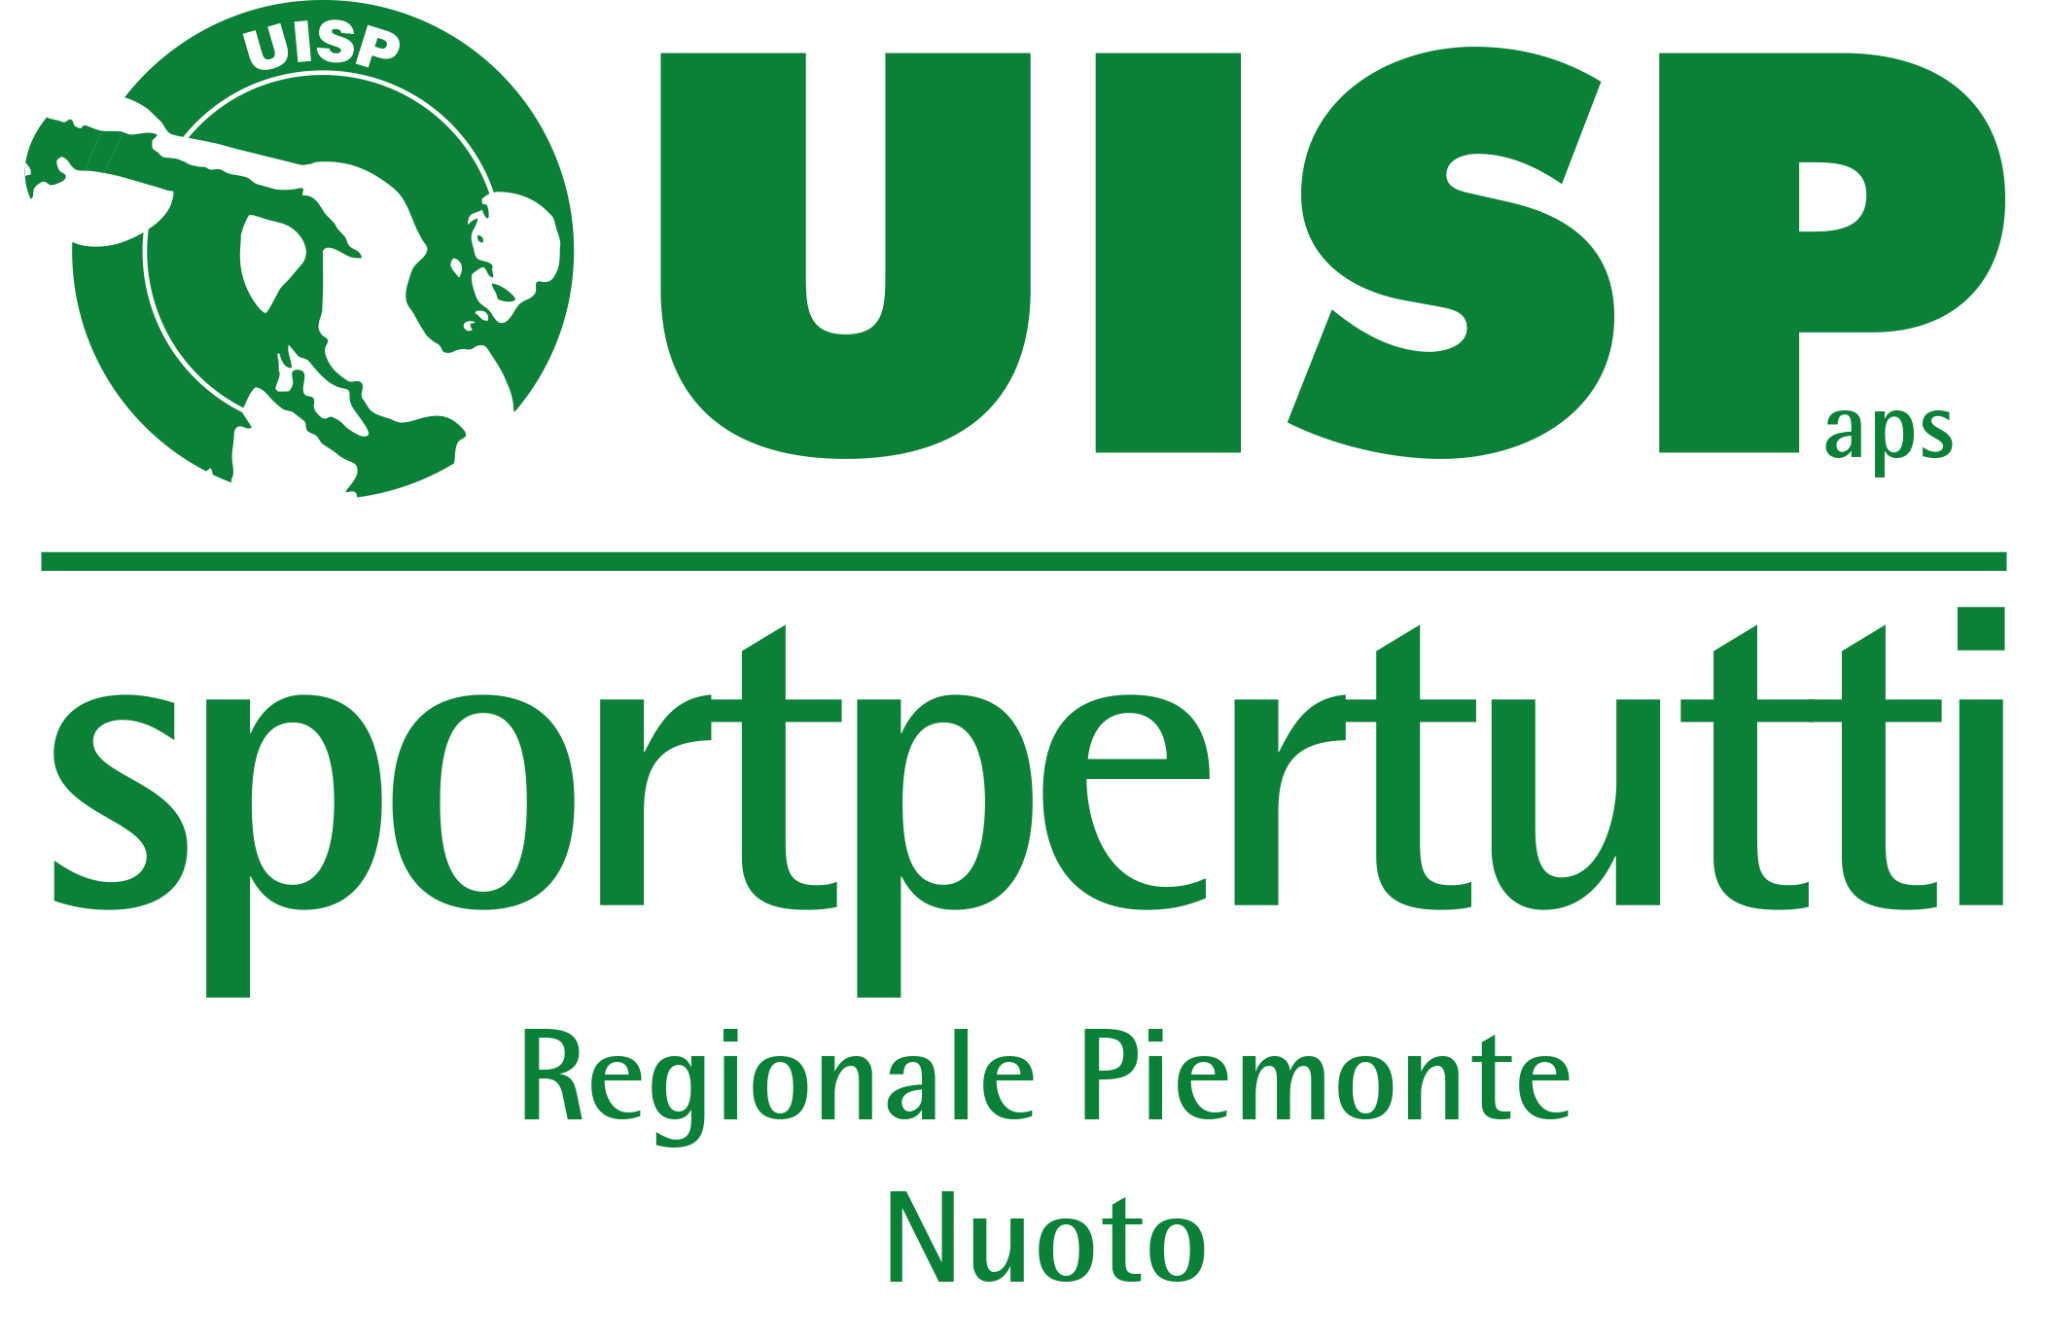 UISP
UISP
aps
sportpertutti
Regionale Piemonte
Nuoto